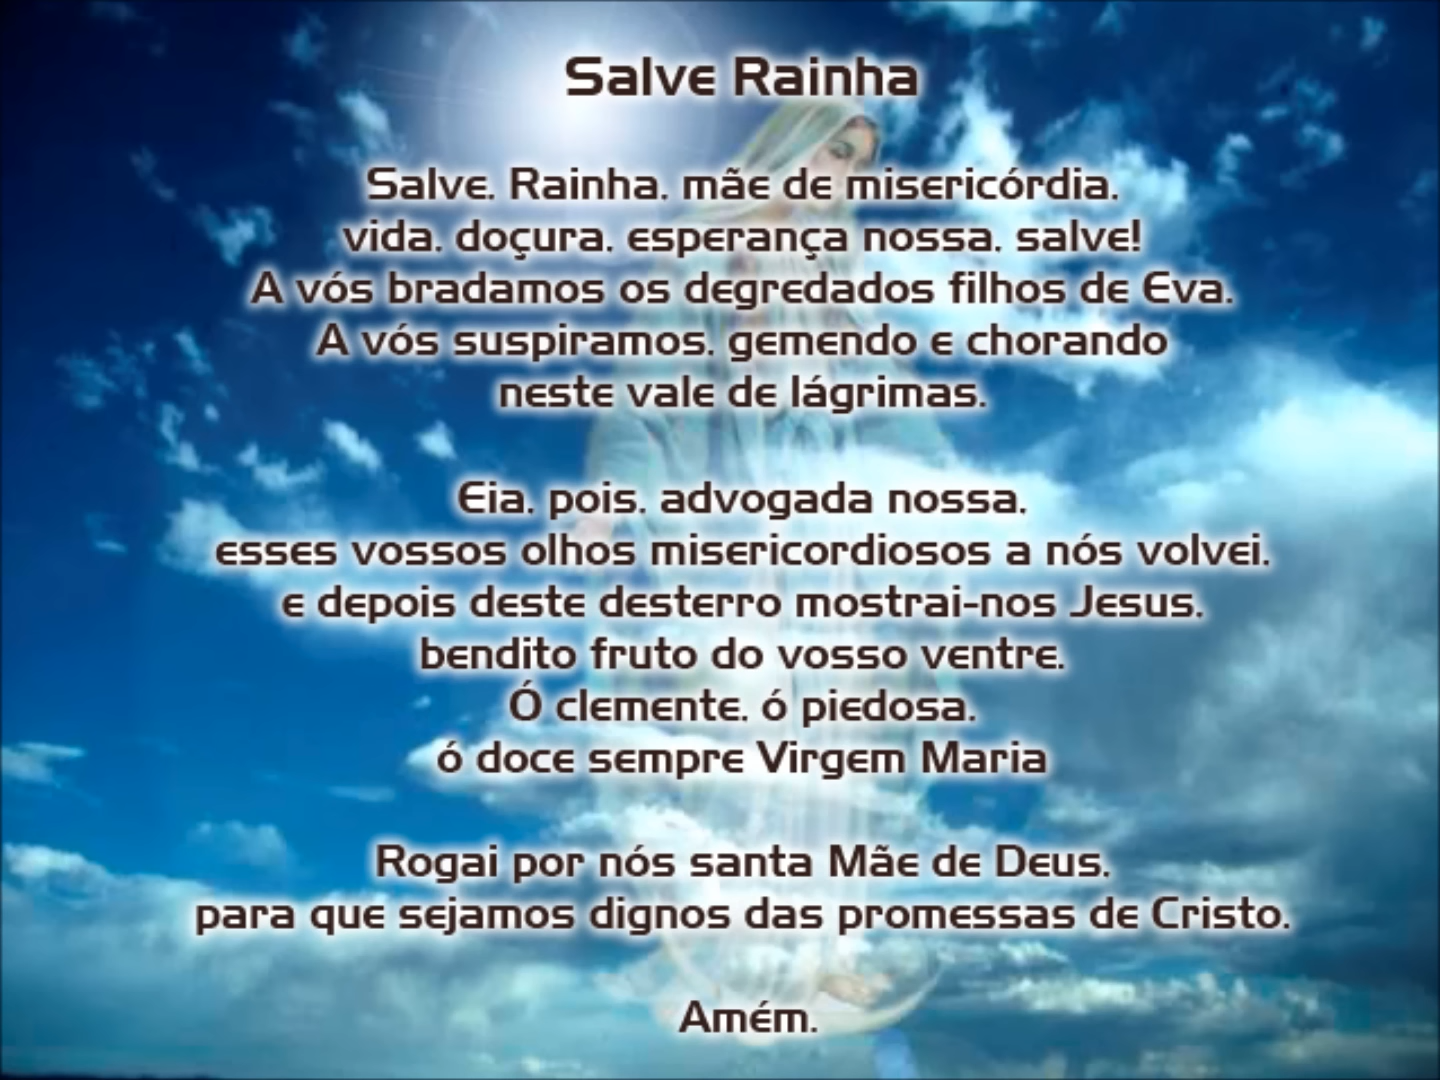 Salve Rainha
Salve, Rainha, mãe de misericórdia,
vida, doçura, esperança nossa, salve!
A vós bradamos os degredados filhos de Eva.
A vós suspiramos, gemendo e chorando
neste vale de lágrimas.
Eia, pois, advogada nossa,
esses vossos olhos misericordiosos a nós volvei,
e depois deste desterro mostrai-nos Jesus,
bendito fruto do vosso ventre.
Ó clemente, ó piedosa,
ó doce sempre Virgem Maria
Rogai por nós santa Mãe de Deus,
para que sejamos dignos das promessas de Cristo.
Amém.